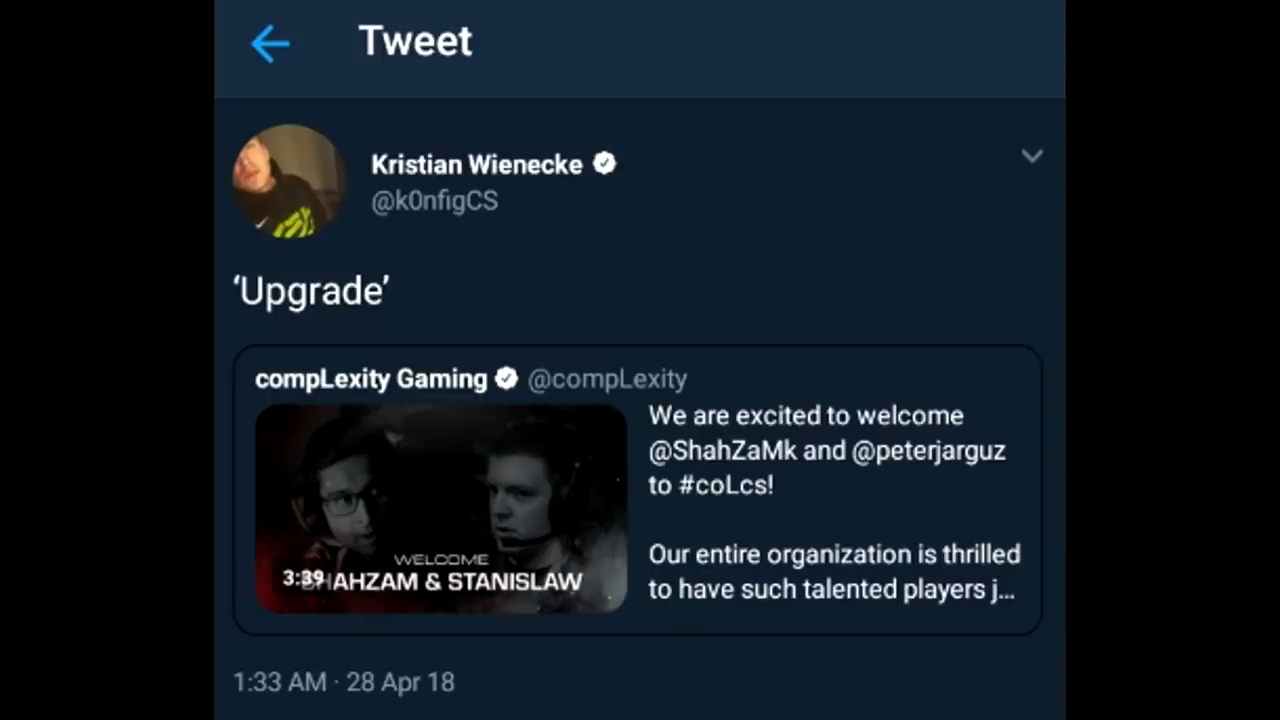 Tweet
Kristian Wienecke
@k0nfigCS
‘Upgrade’
compLexity Gaming @compLexity
We are excited to welcome
@ShahZaMk and @peterjarguz
to #coLcs!
Our entire organization is thrilled
to have such talented players j...
WELCOME
3:39 SHAHZAM & STANISLAW
1:33 AM · 28 Apr 18